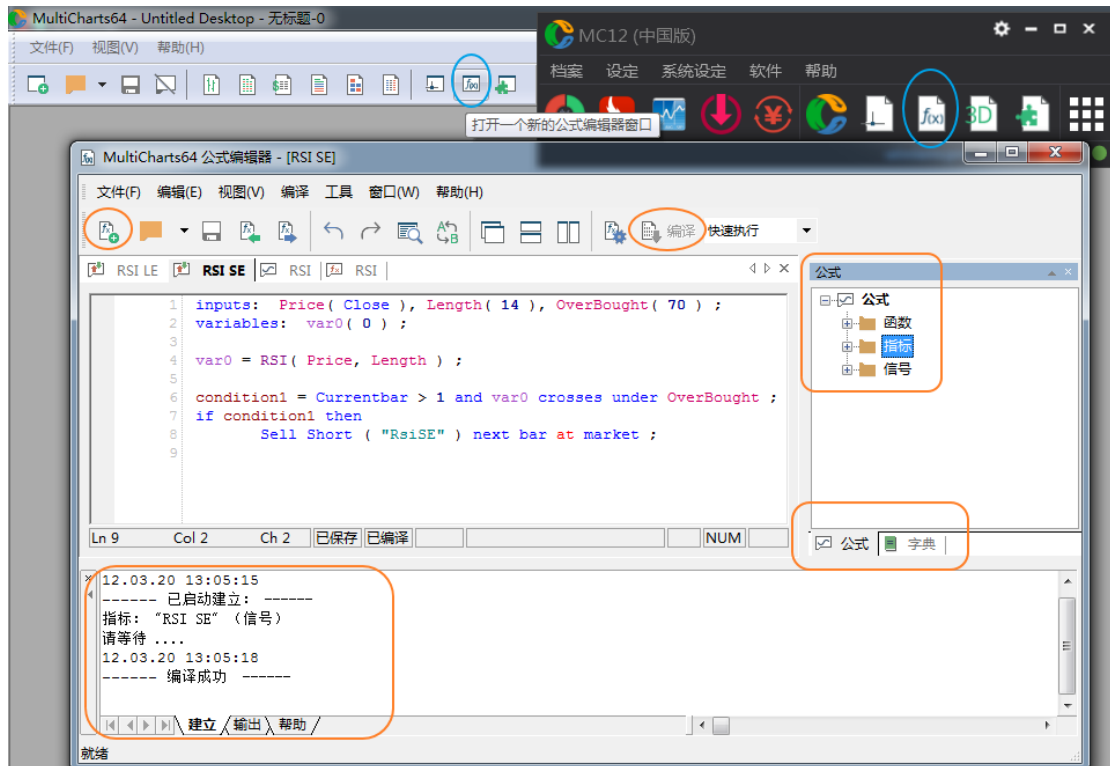 MultiCharts64 - Untitled Desktop - 无标题-0
文件(F) 视图(V) 帮助(H)
打开一个新的公式编辑器窗口
MC12 (中国版)
档案 设定 系统设定 软件 帮助
f(x) 3D
MultiCharts64 公式编辑器 - [RSI SE]
文件(F) 编辑(E) 视图(V) 编译 工具 窗口(W) 帮助(H)
编译 快速执行
RSI LE RSI SE RSI RSI
1 inputs: Price( Close ), Length( 14 ), OverBought( 70 ) ;
2 variables: var0( 0 ) ;
3
4 var0 = RSI( Price, Length ) ;
5
6 condition1 = Currentbar > 1 and var0 crosses under OverBought ;
7 if condition1 then
8 Sell Short ( "RsiSE" ) next bar at market ;
9
Ln 9 Col 2 Ch 2 已保存 已编译 NUM
公式
公式
函数
指标
信号
公式 字典
12.03.20 13:05:15
------ 已启动建立: ------
指标: "RSI SE" (信号)
请等待 ....
12.03.20 13:05:18
------ 编译成功 ------
建立 输出 帮助
就绪